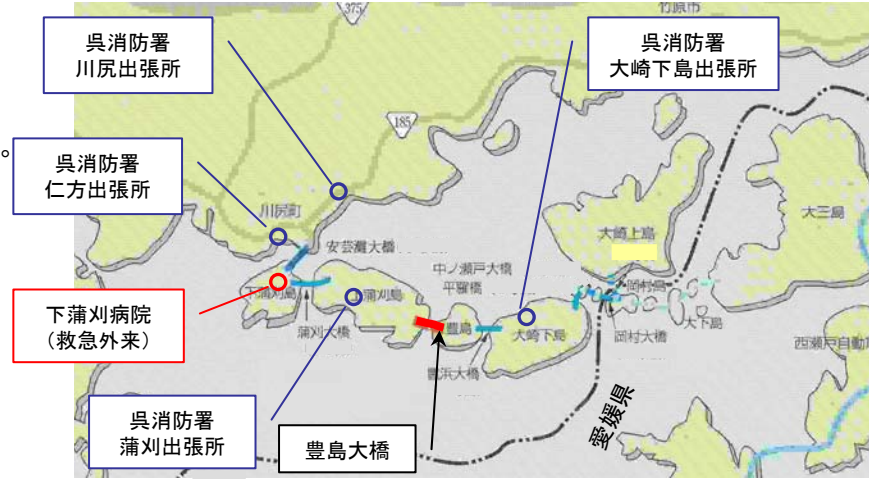 375
竹原市
呉消防署
川尻出張所
呉消防署
大崎下島出張所
185
。
呉消防署
仁方出張所
川尻町
安芸灘大橋
大崎上島
大三島
中ノ瀬戸大橋
平羅橋
下蒲刈島
上蒲刈島
岡村島
下蒲刈病院
(救急外来)
蒲刈大橋
豊島
大崎下島
岡村大橋
大下島
西瀬戸自動車
豊浜大橋
呉消防署
蒲刈出張所
豊島大橋
愛媛県